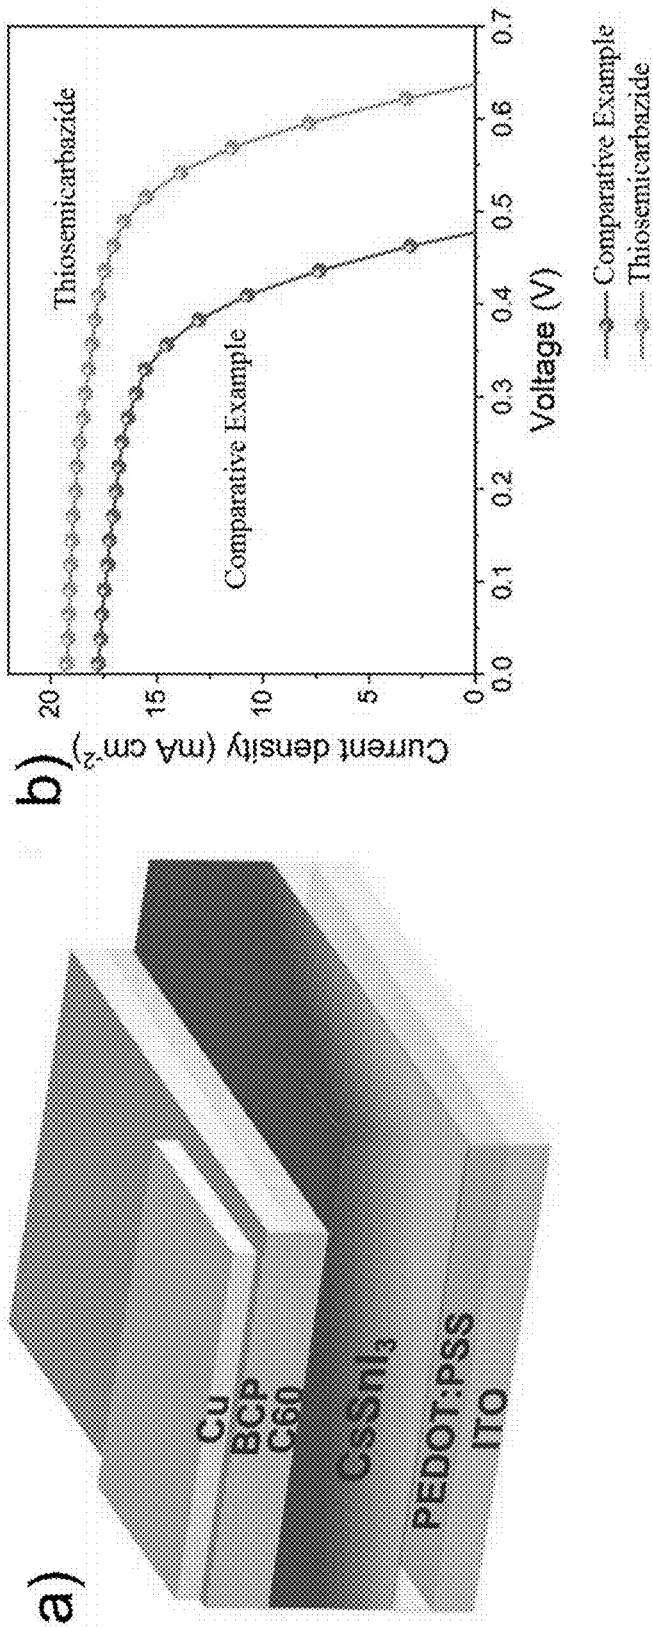 a)
Cu
BCP
C60
CsSnI₃
PEDOT:PSS
ITO
b)
Current density (mA cm⁻²)
20
15
10
5
0
Thiosemicarbazide
Comparative Example
0.0 0.1 0.2 0.3 0.4 0.5 0.6 0.7
Voltage (V)
Comparative Example
Thiosemicarbazide